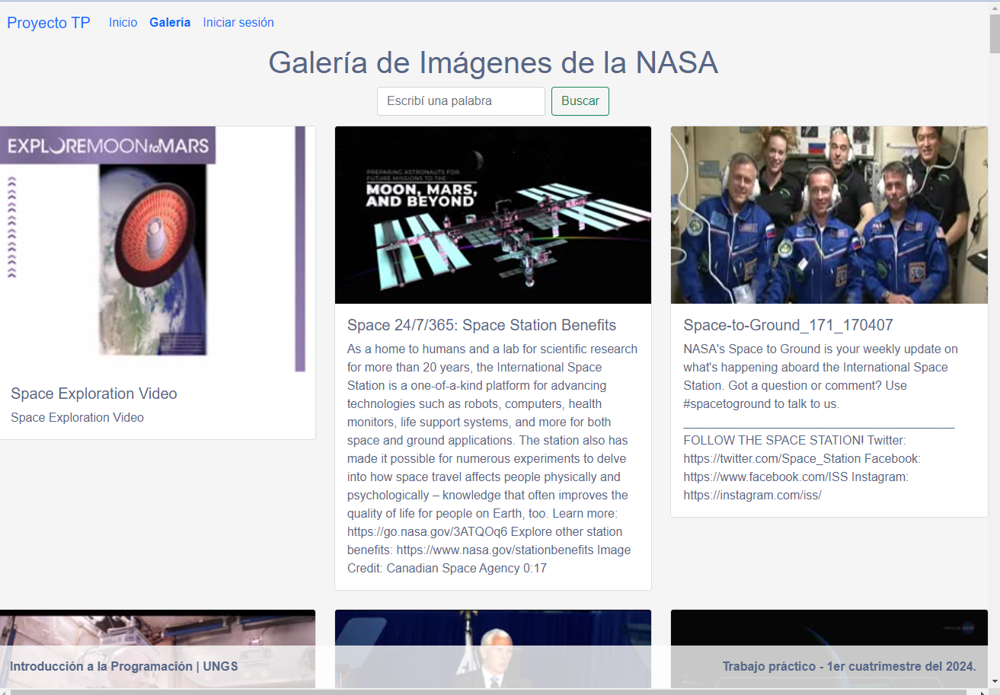 Proyecto TP Inicio Galería Iniciar sesión
Galería de Imágenes de la NASA
Escribí una palabra Buscar
EXPLOREMOONtoMARS
Space Exploration Video
Space Exploration Video
PREPARING ASTRONAUTS FOR
FUTURE MISSIONS TO THE
MOON, MARS,
AND BEYOND
Space 24/7/365: Space Station Benefits
As a home to humans and a lab for scientific research
for more than 20 years, the International Space
Station is a one-of-a-kind platform for advancing
technologies such as robots, computers, health
monitors, life support systems, and more for both
space and ground applications. The station also has
made it possible for numerous experiments to delve
into how space travel affects people physically and
psychologically – knowledge that often improves the
quality of life for people on Earth, too. Learn more:
https://go.nasa.gov/3ATQOq6 Explore other station
benefits: https://www.nasa.gov/stationbenefits Image
Credit: Canadian Space Agency 0:17
Space-to-Ground_171_170407
NASA's Space to Ground is your weekly update on
what's happening aboard the International Space
Station. Got a question or comment? Use
#spacetoground to talk to us.
________________________________________
FOLLOW THE SPACE STATION! Twitter:
https://twitter.com/Space_Station Facebook:
https://www.facebook.com/ISS Instagram:
https://instagram.com/iss/
Introducción a la Programación | UNGS
Trabajo práctico - 1er cuatrimestre del 2024.